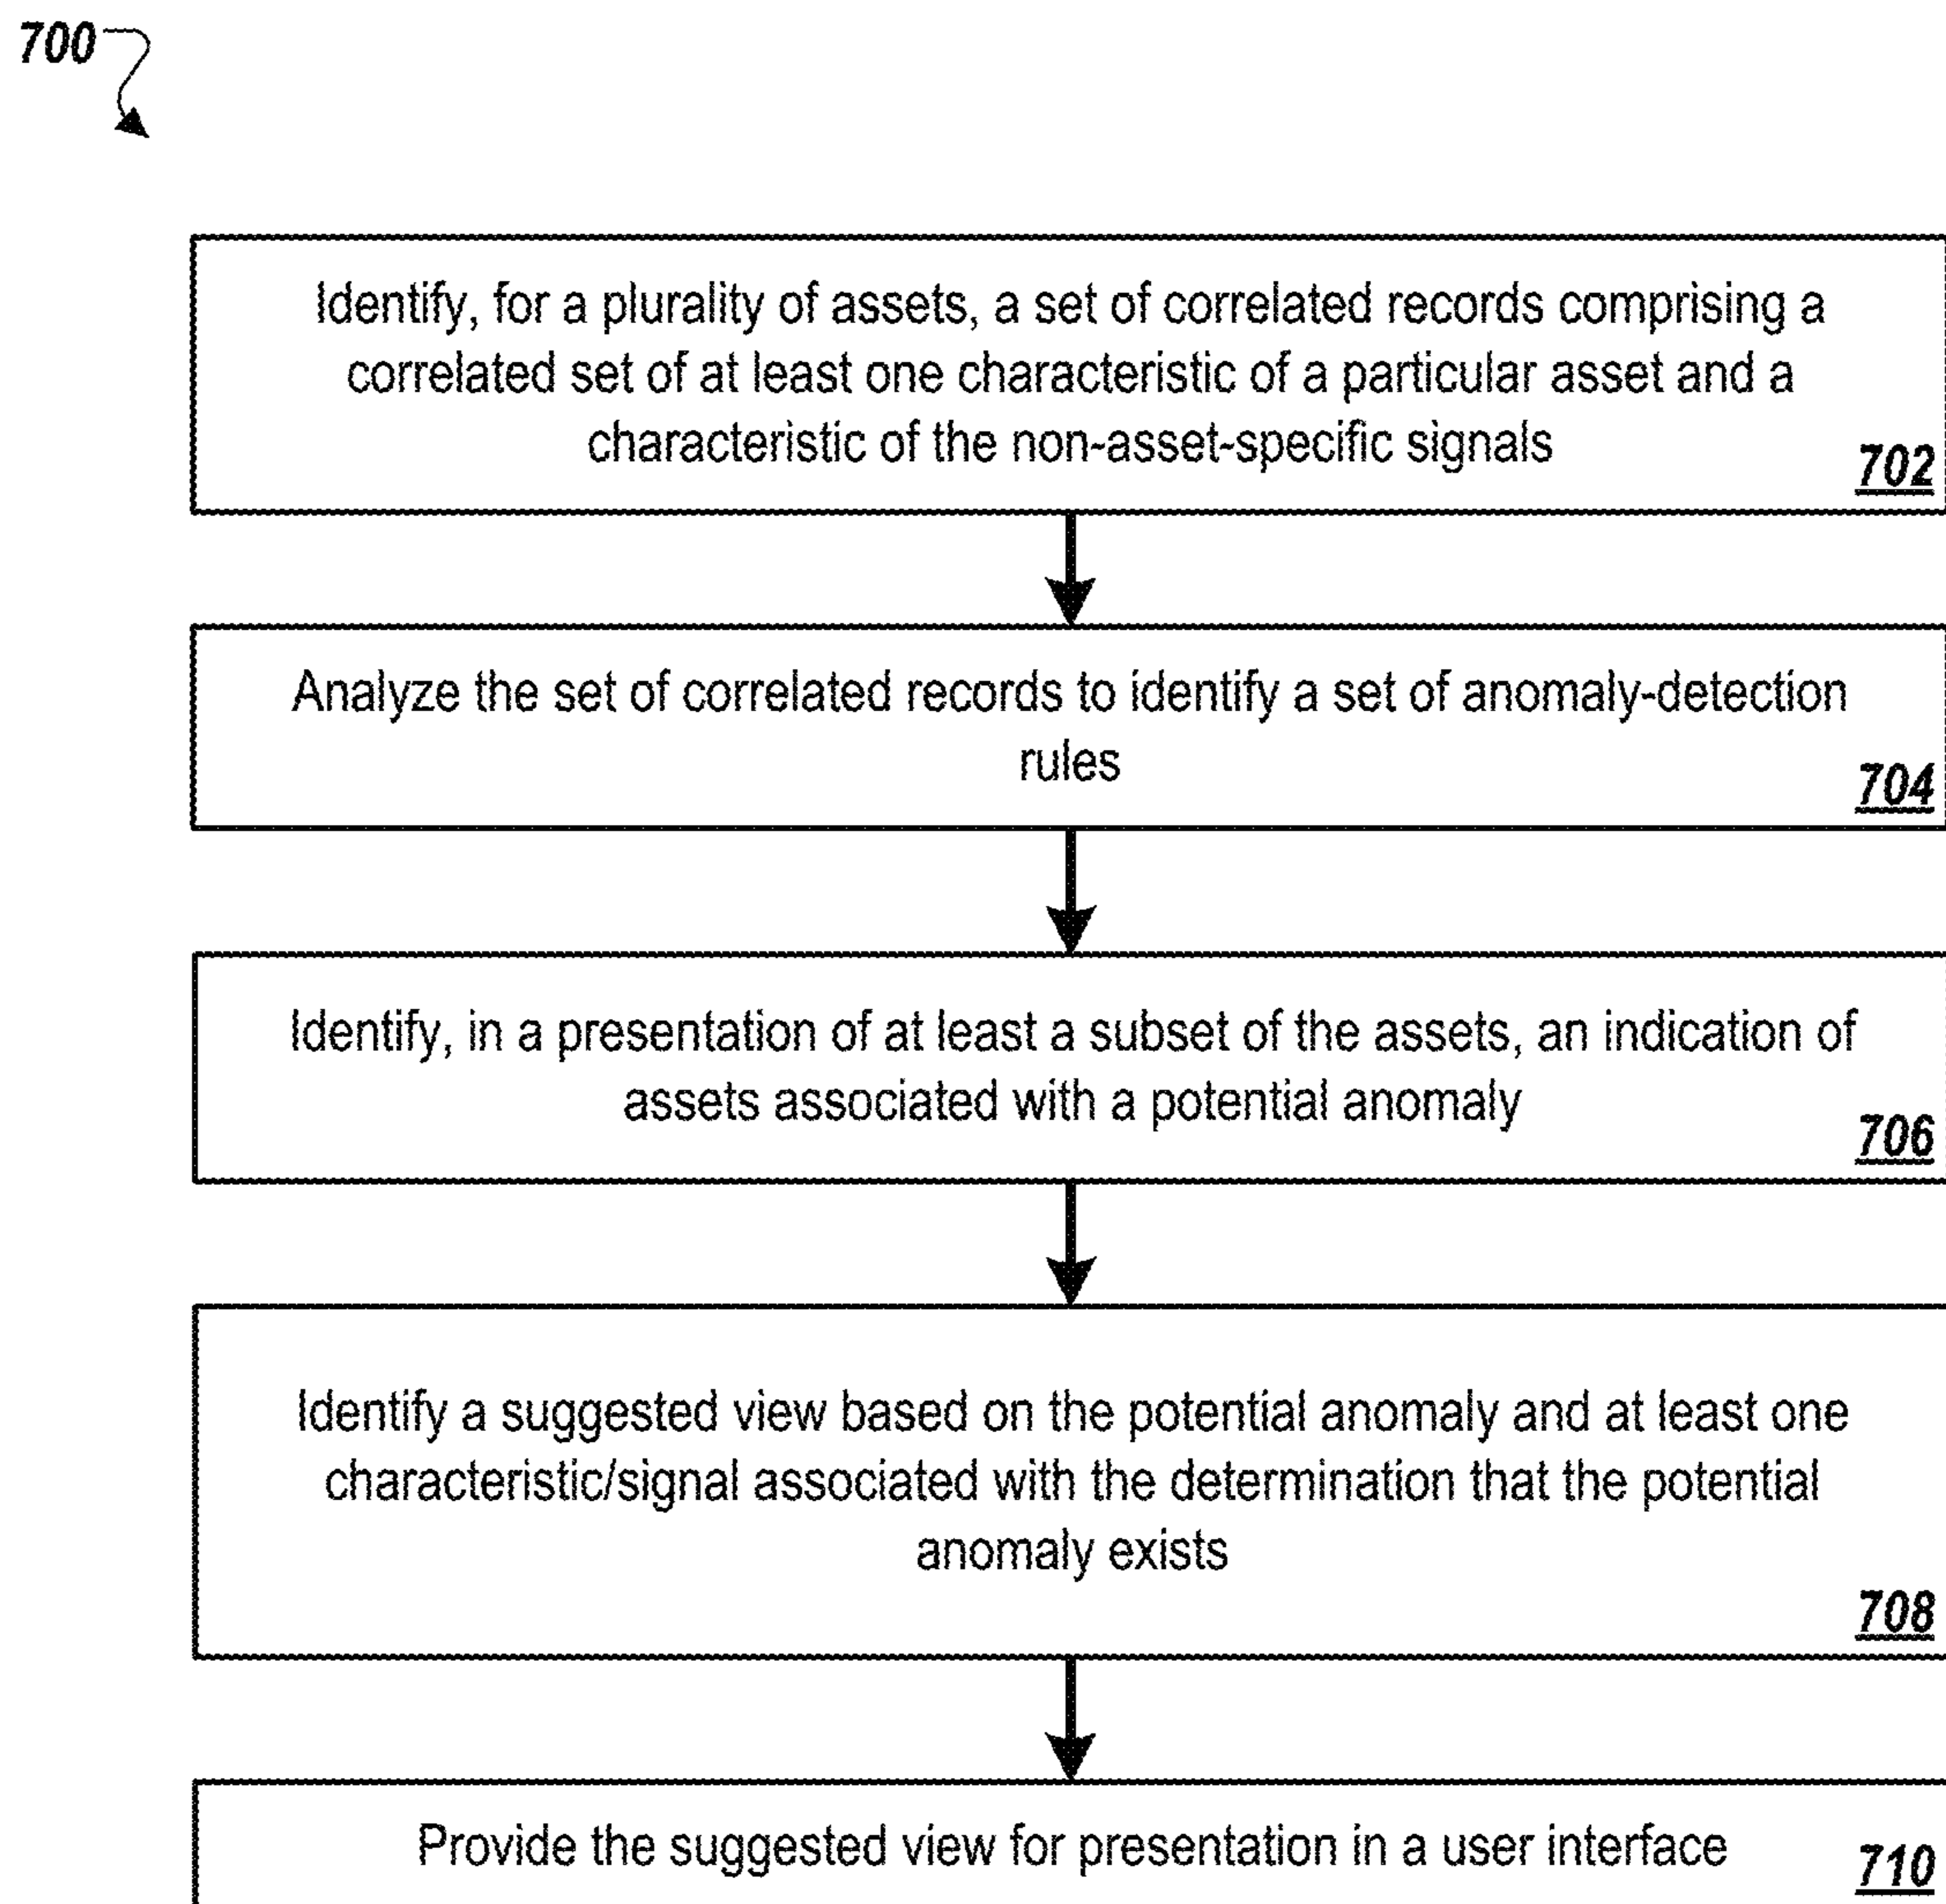 700
Identify, for a plurality of assets, a set of correlated records comprising a
correlated set of at least one characteristic of a particular asset and a
characteristic of the non-asset-specific signals
702
Analyze the set of correlated records to identify a set of anomaly-detection
rules
704
Identify, in a presentation of at least a subset of the assets, an indication of
assets associated with a potential anomaly
706
Identify a suggested view based on the potential anomaly and at least one
characteristic/signal associated with the determination that the potential
anomaly exists
708
Provide the suggested view for presentation in a user interface
710